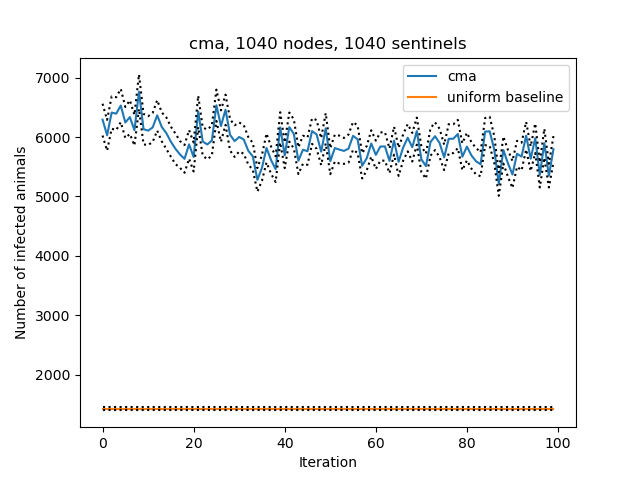 cma, 1040 nodes, 1040 sentinels
cma
uniform baseline
7000
6000
5000
4000
3000
2000
Number of infected animals
0 20 40 60 80 100
Iteration